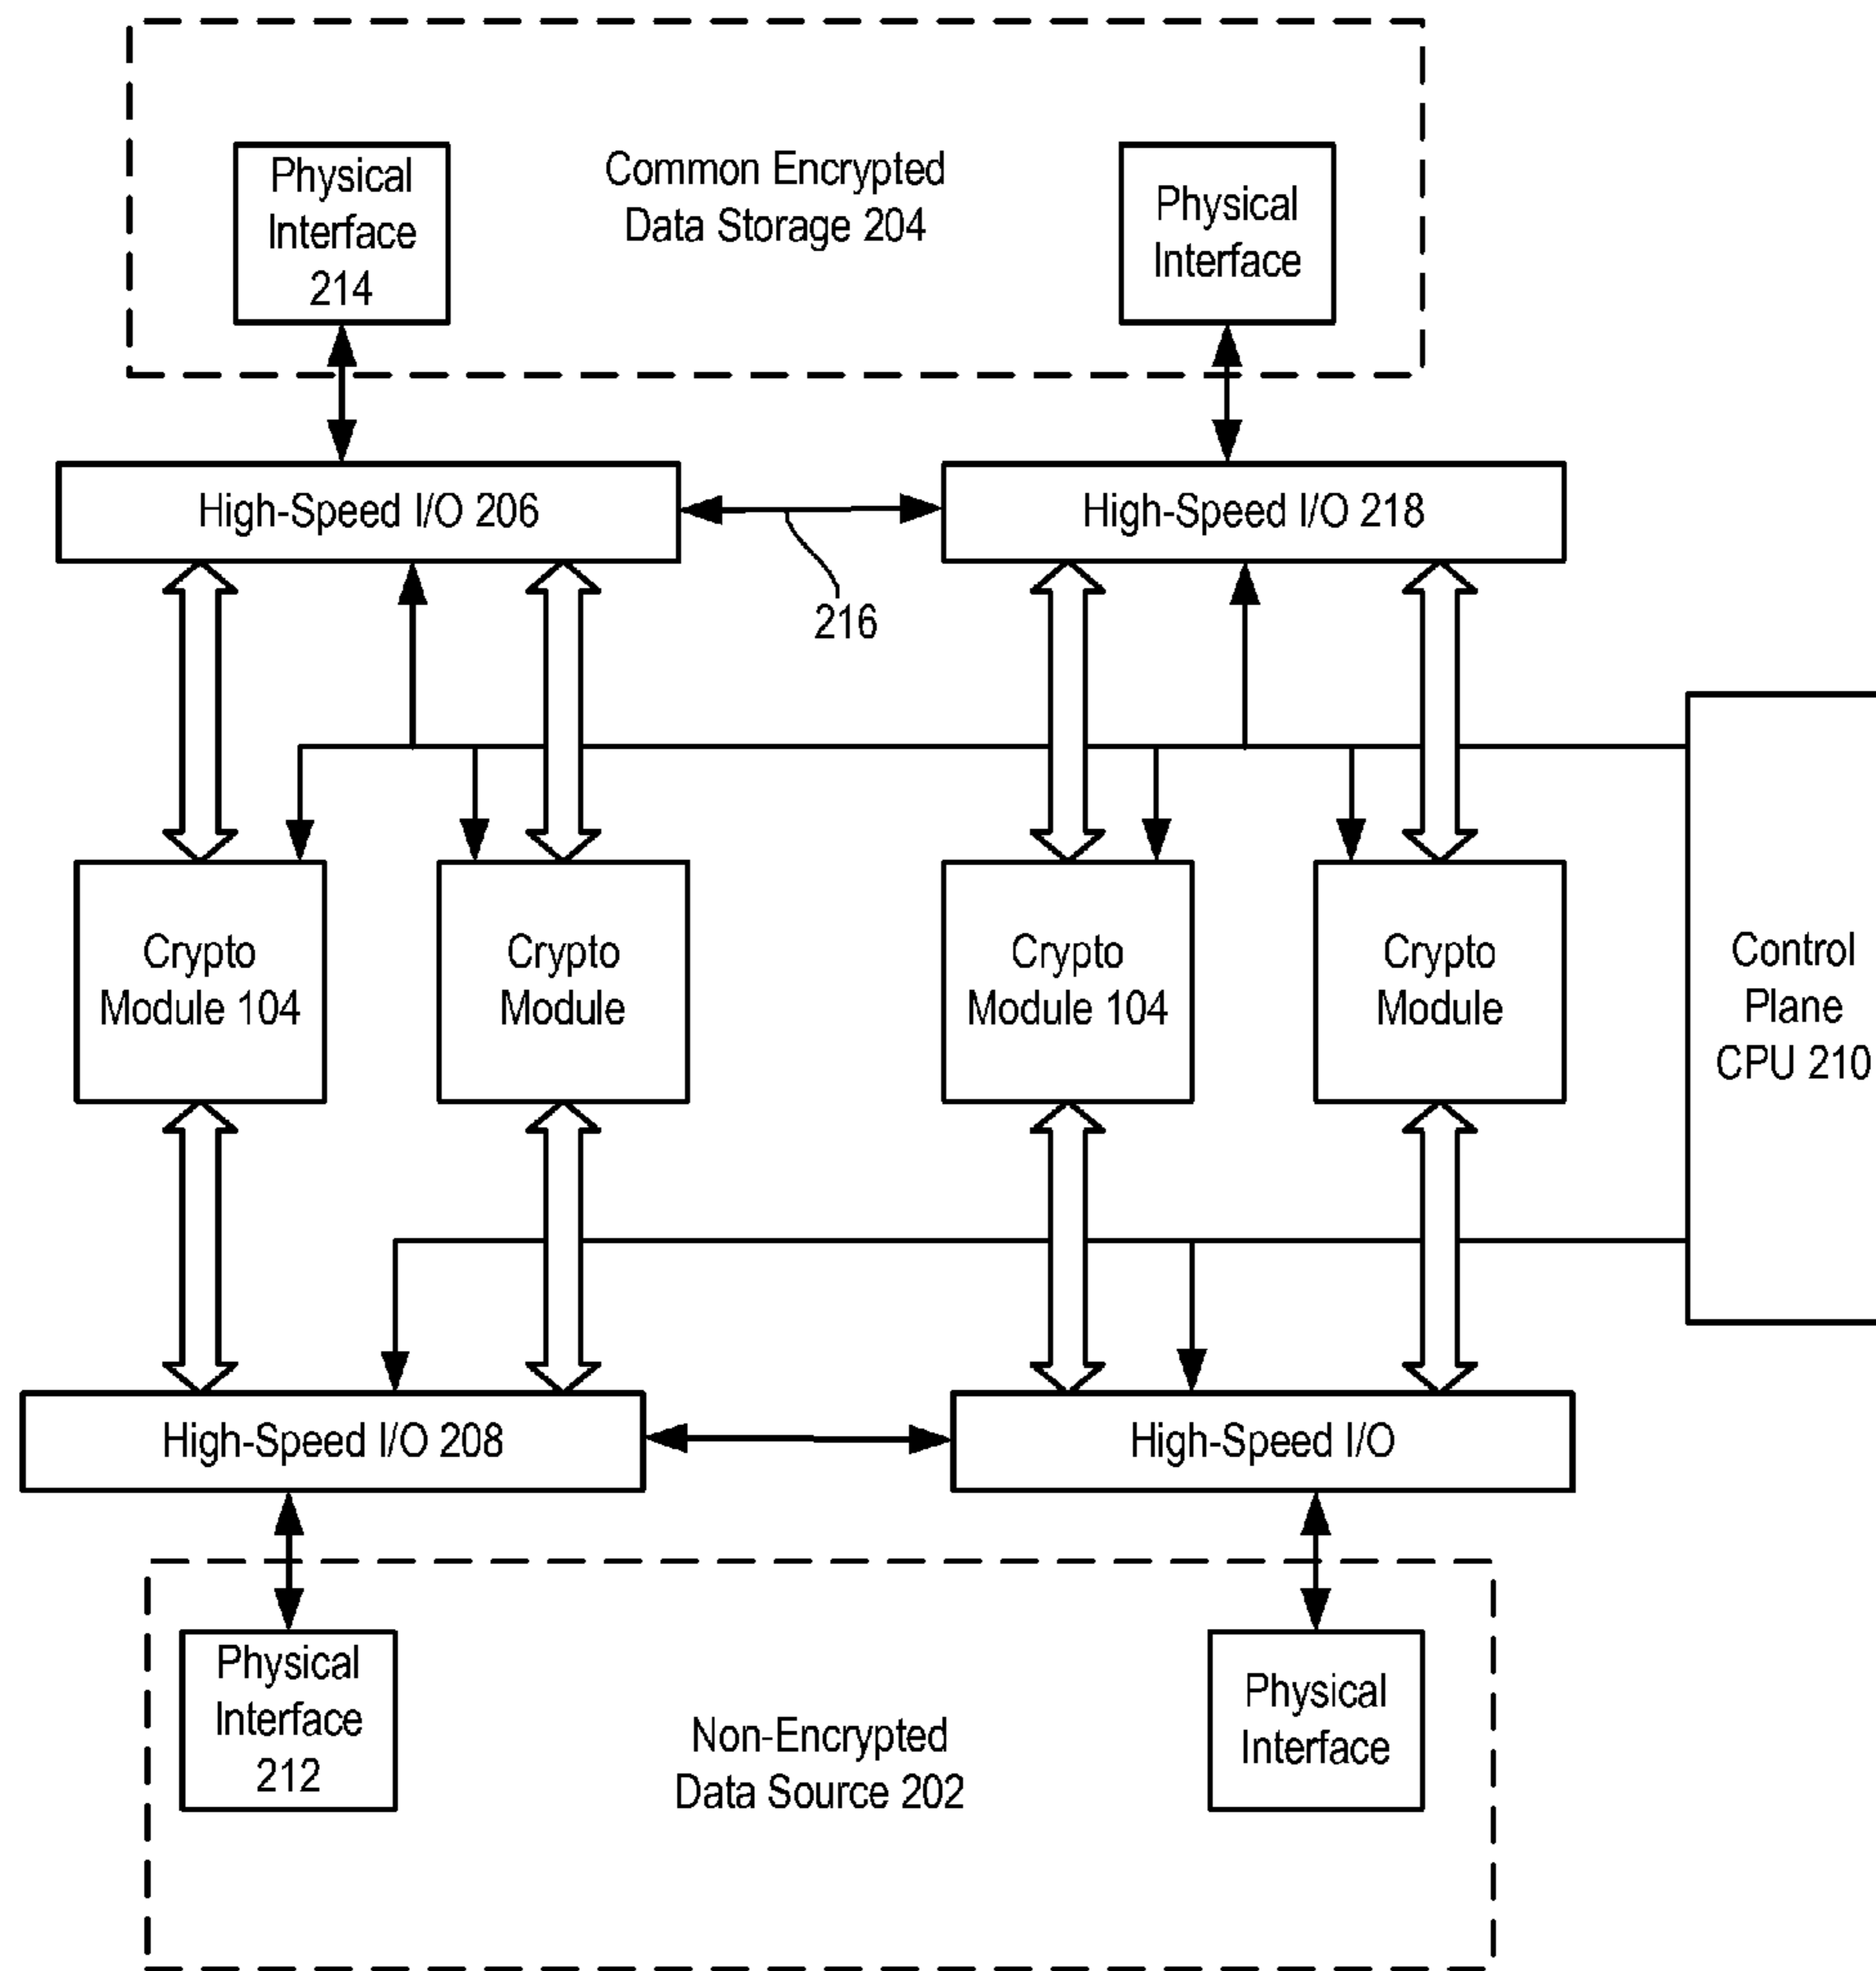 Physical
Interface
214
Common Encrypted
Data Storage 204
Physical
Interface
High-Speed I/O 206
High-Speed I/O 218
216
Crypto
Module 104
Crypto
Module
Crypto
Module 104
Crypto
Module
Control
Plane
CPU 210
High-Speed I/O 208
High-Speed I/O
Physical
Interface
212
Non-Encrypted
Data Source 202
Physical
Interface